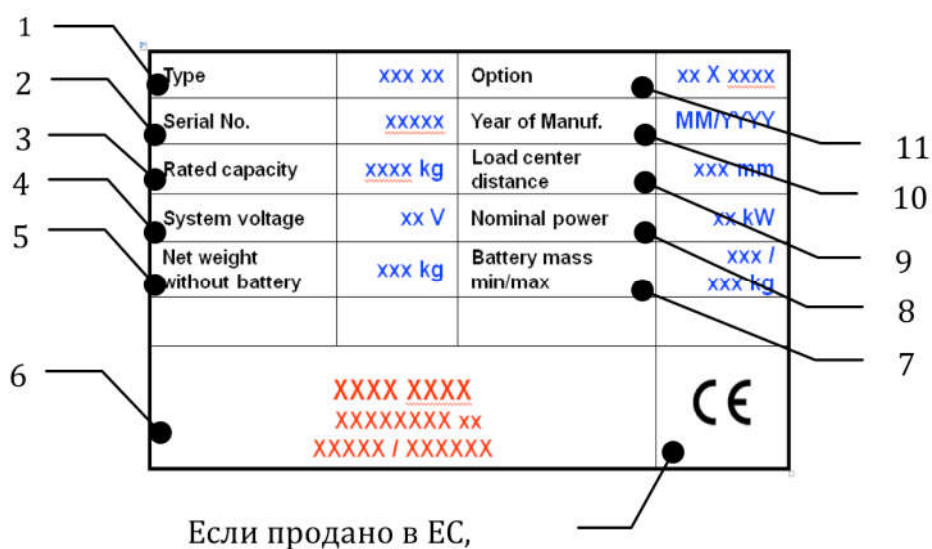 1
2
3
4
5
6
Type xxx xx Option xx X xxxx
Serial No. xxxxx Year of Manuf. MM/YYYY
Rated capacity xxxx kg Load center distance xxx mm
System voltage xx V Nominal power xx kW
Net weight without battery xxx kg Battery mass min/max xxx / xxx kg
XXXX XXXX
XXXXXXXX xx
XXXXX / XXXXXX
CE
11
10
9
8
7
Если продано в ЕС,